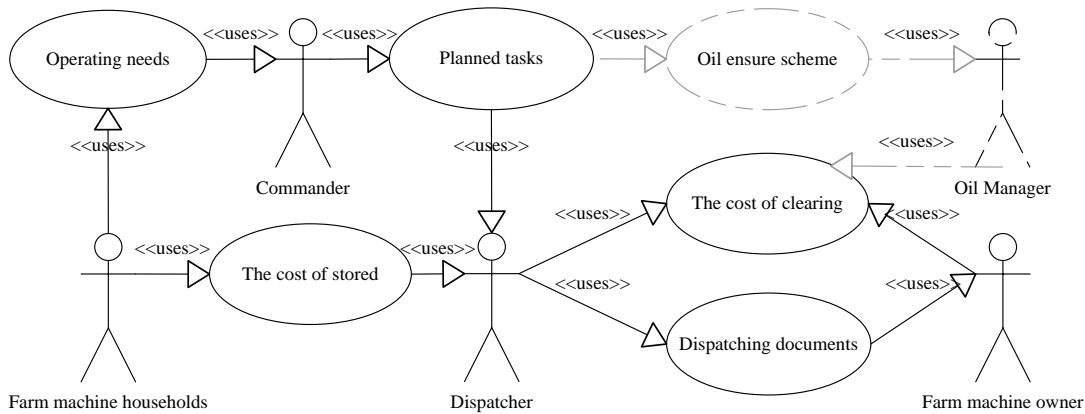 <<uses>>
<<uses>>
<<uses>>
<<uses>>
Operating needs
Planned tasks
Oil ensure scheme
<<uses>>
<<uses>>
<<uses>>
Commander
Oil Manager
The cost of clearing
<<uses>>
<<uses>>
<<uses>>
<<uses>>
The cost of stored
<<uses>>
<<uses>>
Dispatching documents
Farm machine households
Dispatcher
Farm machine owner